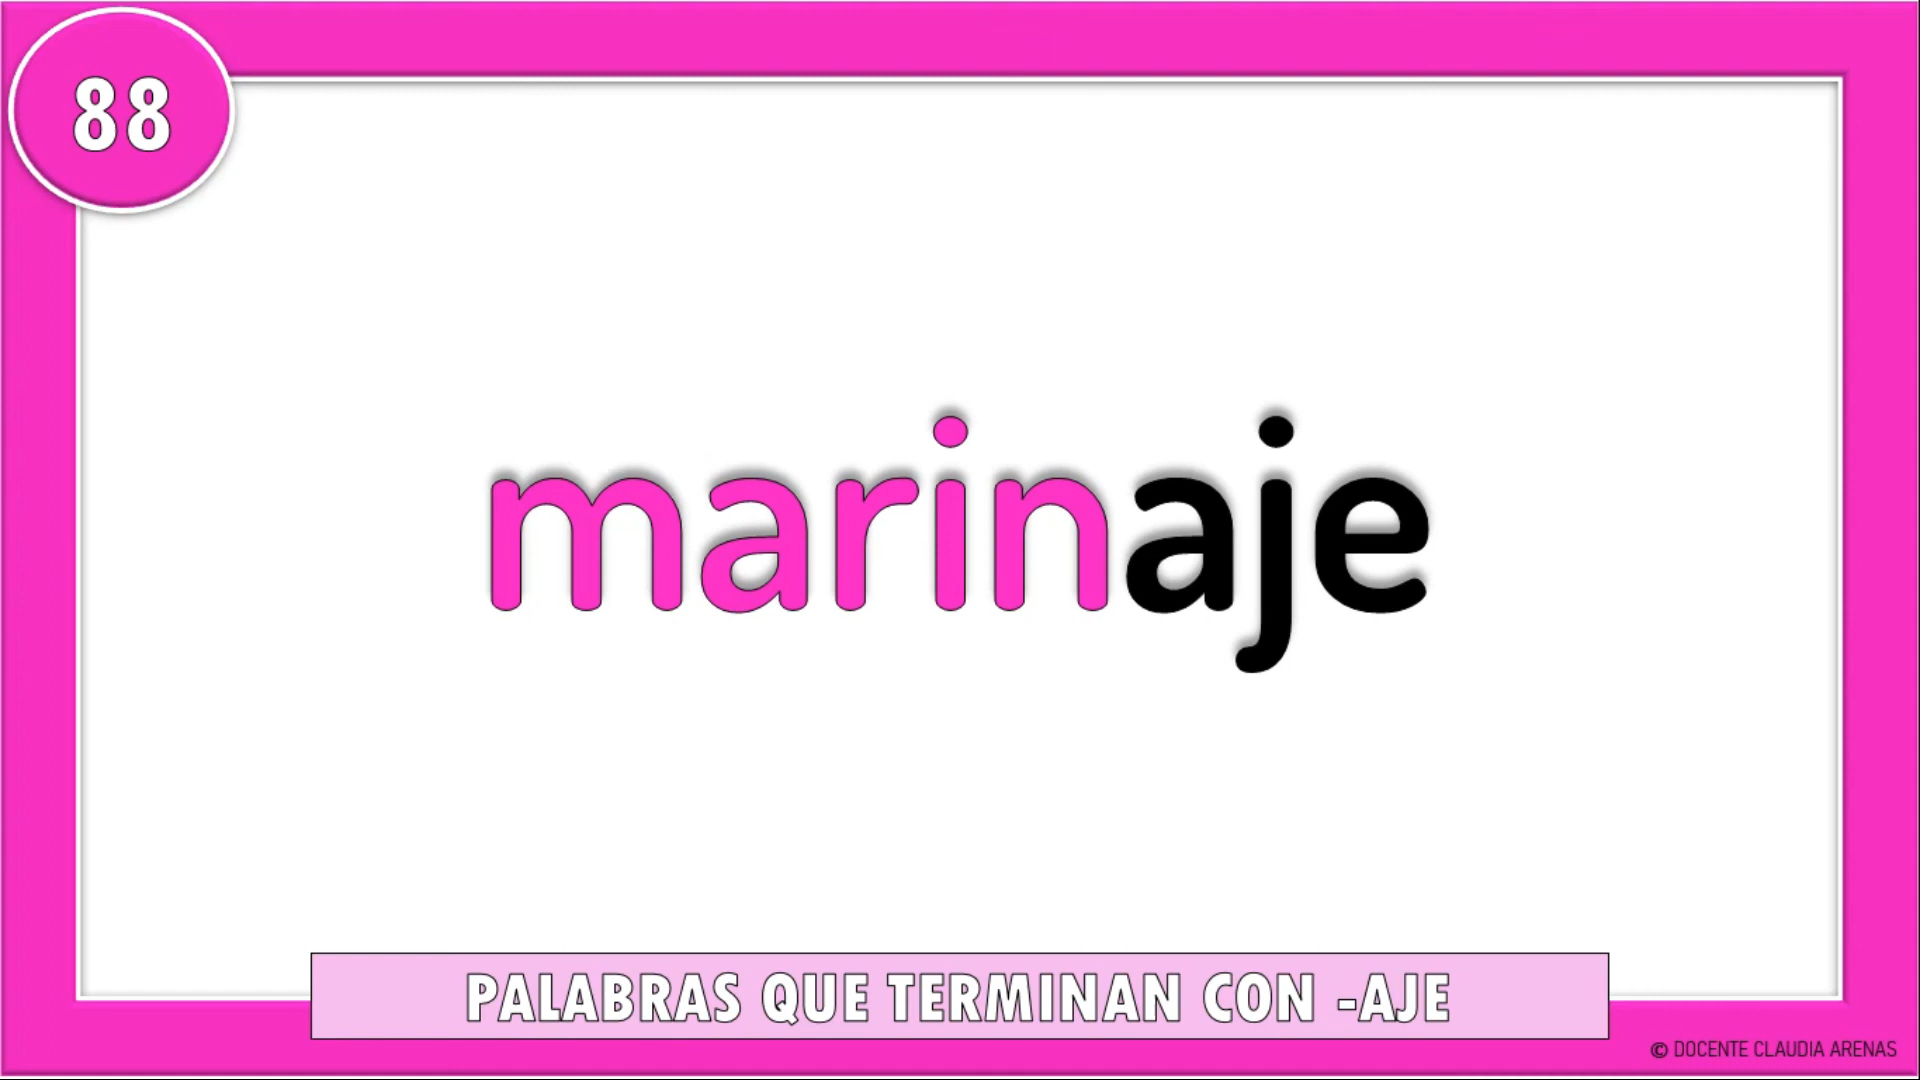 88
marinaje
PALABRAS QUE TERMINAN CON -AJE
© DOCENTE CLAUDIA ARENAS